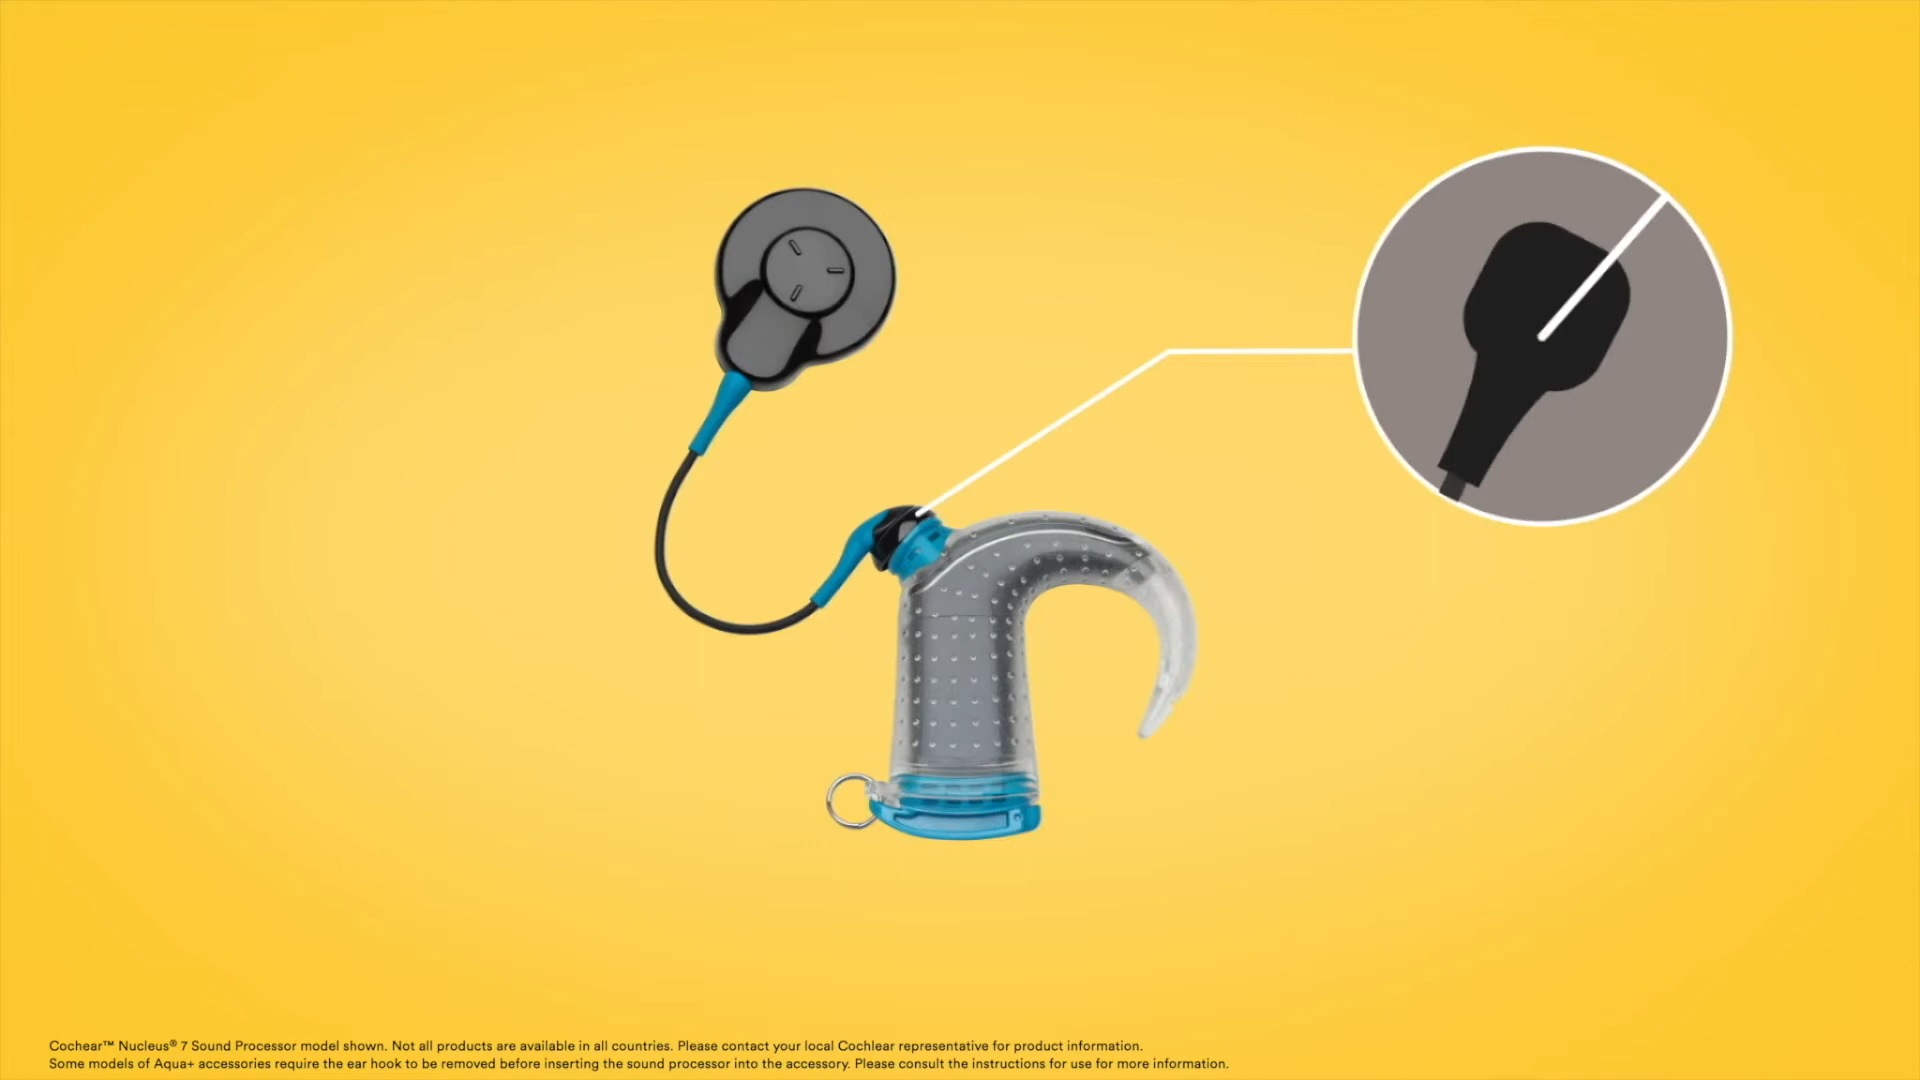 Cochear™ Nucleus® 7 Sound Processor model shown. Not all products are available in all countries. Please contact your local Cochlear representative for product information.
Some models of Aqua+ accessories require the ear hook to be removed before inserting the sound processor into the accessory. Please consult the instructions for use for more information.